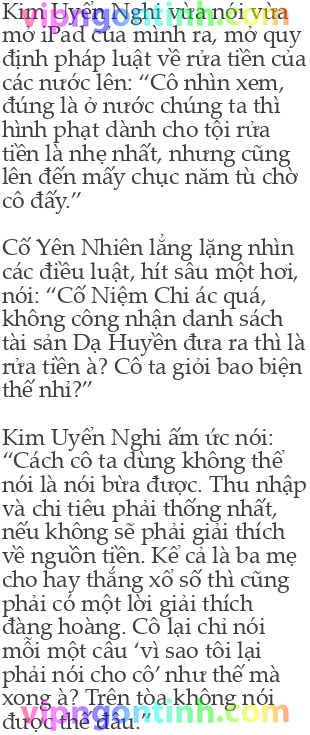 Kim Uyển Nghi vừa nói vừa
mở iPad của mình ra, mở quy
định pháp luật về rửa tiền của
các nước lên: “Cô nhìn xem,
đúng là ở nước chúng ta thì
hình phạt dành cho tội rửa
tiền là nhẹ nhất, nhưng cũng
lên đến mấy chục năm tù chờ
cô đấy.”
Cố Yên Nhiên lẳng lặng nhìn
các điều luật, hít sâu một hơi,
nói: “Cố Niệm Chi ác quá,
không công nhận danh sách
tài sản Dạ Huyền đưa ra thì là
rửa tiền à? Cô ta giỏi bao biện
thế nhỉ?”
Kim Uyển Nghi ấm ức nói:
“Cách cô ta dùng không thể
nói là nói bừa được. Thu nhập
và chi tiêu phải thống nhất,
nếu không sẽ phải giải thích
về nguồn tiền. Kể cả là ba mẹ
cho hay thắng xổ số thì cũng
phải có một lời giải thích
đàng hoàng. Cô lại chỉ nói
mỗi một câu ‘vì sao tôi lại
phải nói cho cô’ như thế mà
xong à? Trên tòa không nói
được thế đâu.”
vipngontinh.com
vipngontinh.com